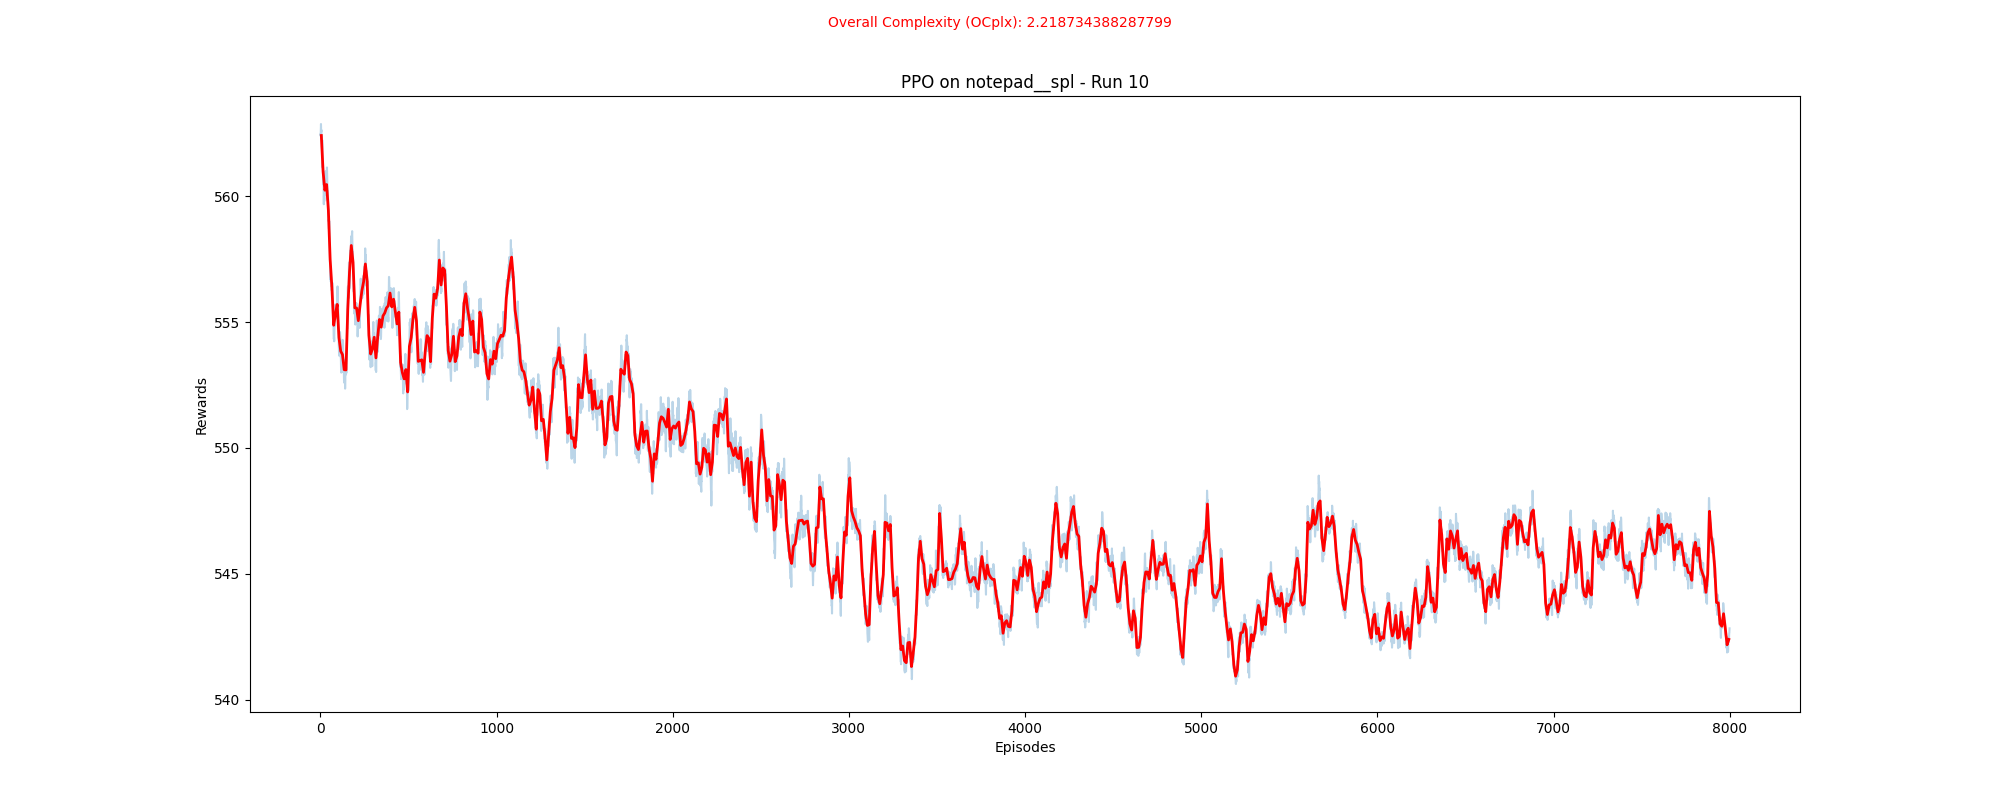 Overall Complexity (OCplx): 2.218734388287799
PPO on notepad__spl - Run 10
Rewards
560
555
550
545
540
0 1000 2000 3000 4000 5000 6000 7000 8000
Episodes